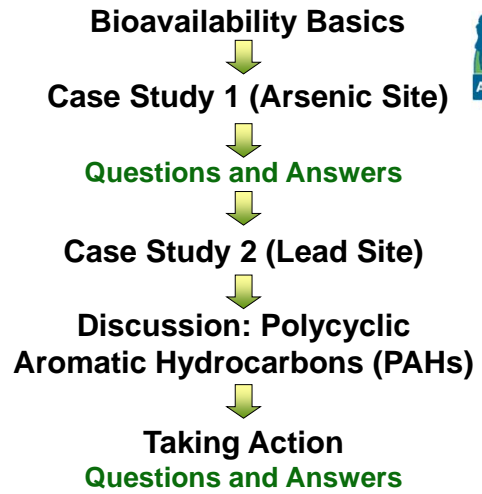 Bioavailability Basics
Case Study 1 (Arsenic Site)
Questions and Answers
Case Study 2 (Lead Site)
Discussion: Polycyclic
Aromatic Hydrocarbons (PAHs)
Taking Action
Questions and Answers